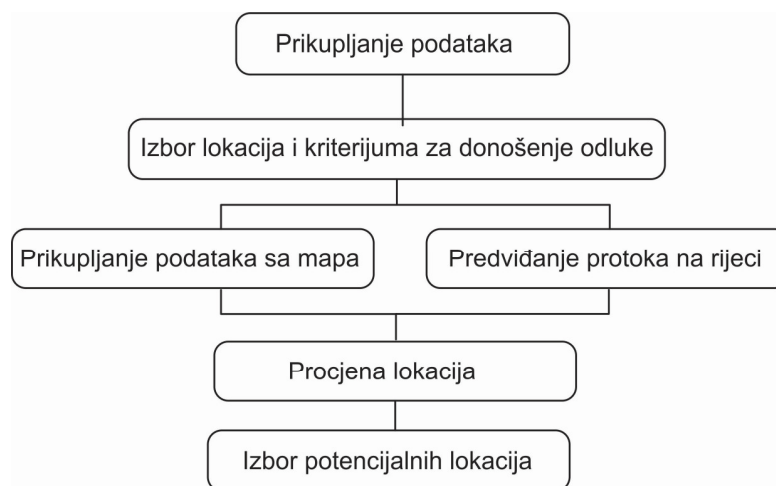 Prikupljanje podataka
Izbor lokacija i kriterijuma za donošenje odluke
Prikupljanje podataka sa mapa
Predviđanje protoka na rijeci
Procjena lokacija
Izbor potencijalnih lokacija